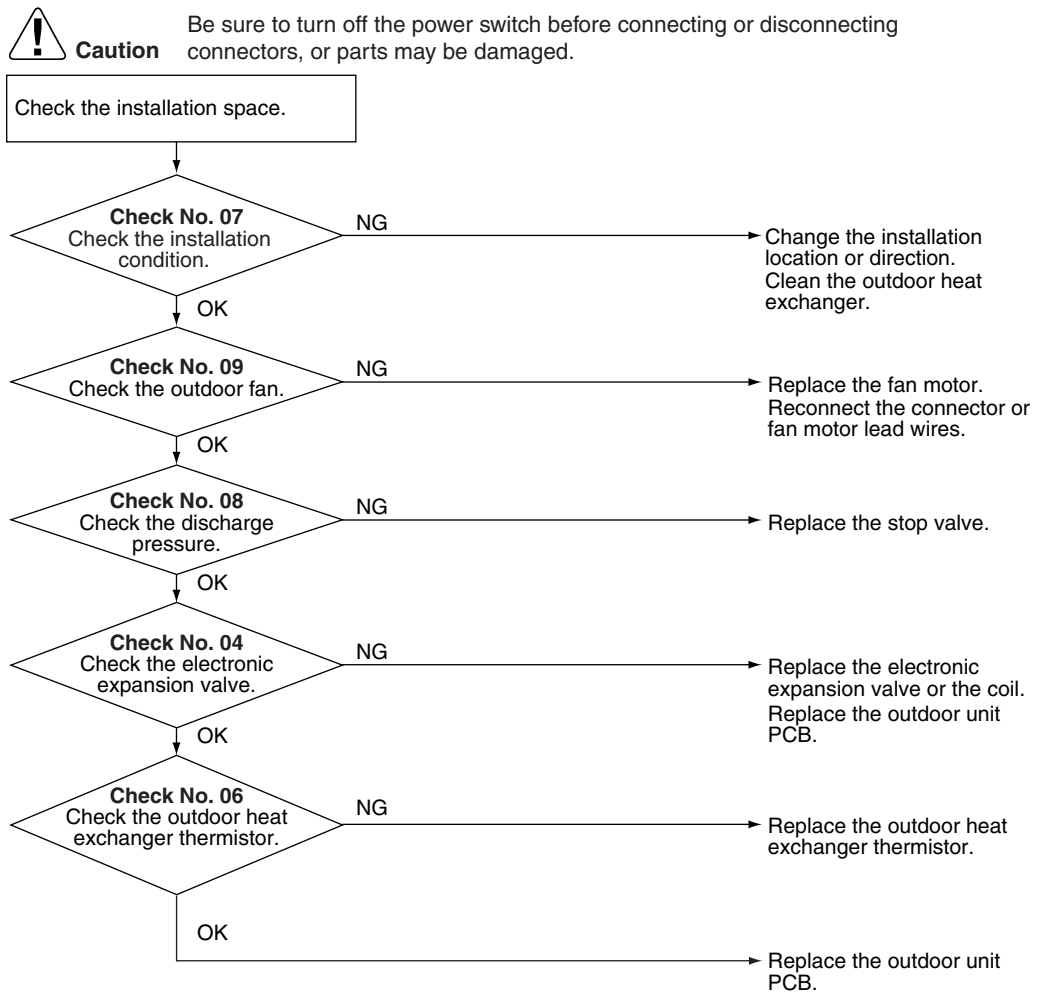 Be sure to turn off the power switch before connecting or disconnecting
Caution connectors, or parts may be damaged.
Check the installation space.
Check No. 07
Check the installation
condition.
NG
Change the installation
location or direction.
Clean the outdoor heat
exchanger.
OK
Check No. 09
Check the outdoor fan.
NG
Replace the fan motor.
Reconnect the connector or
fan motor lead wires.
OK
Check No. 08
Check the discharge
pressure.
NG
Replace the stop valve.
OK
Check No. 04
Check the electronic
expansion valve.
NG
Replace the electronic
expansion valve or the coil.
Replace the outdoor unit
PCB.
OK
Check No. 06
Check the outdoor heat
exchanger thermistor.
NG
Replace the outdoor heat
exchanger thermistor.
OK
Replace the outdoor unit
PCB.